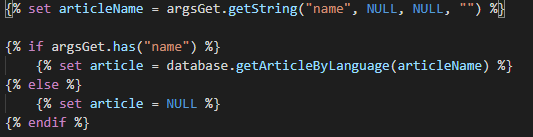 {% set articleName = argsGet.getString("name", NULL, NULL, "") %}
{% if argsGet.has("name") %}
{% set article = database.getArticleByLanguage(articleName) %}
{% else %}
{% set article = NULL %}
{% endif %}